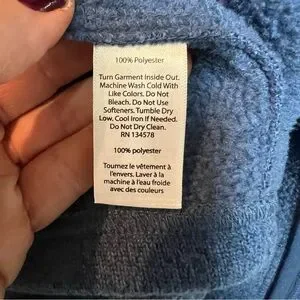 100% Polyester
Turn Garment Inside Out.
Machine Wash Cold With
Like Colors. Do Not
Bleach. Do Not Use
Softeners. Tumble Dry
Low. Cool Iron If Needed.
Do Not Dry Clean.
RN 134578
100% polyester
Tournez le vêtement à
l'envers. Laver à la
machine à l'eau froide
avec des couleurs